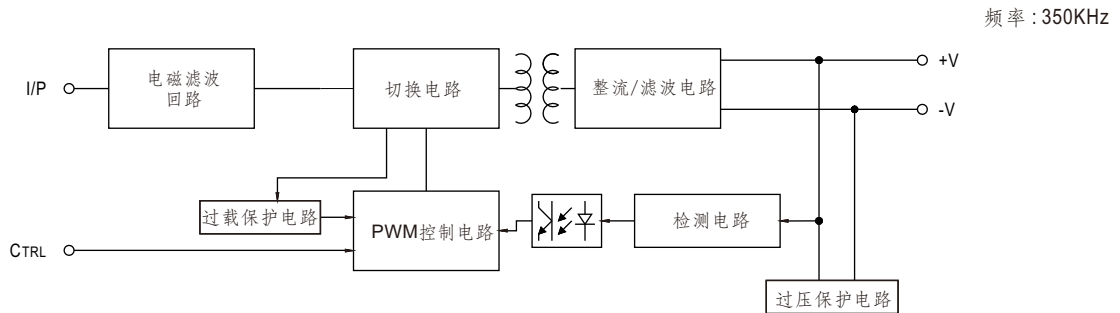 频率:350KHz
I/P
电磁滤波
回路
切换电路
整流/滤波电路
+V
-V
过载保护电路
PWM控制电路
检测电路
CTRL
过压保护电路